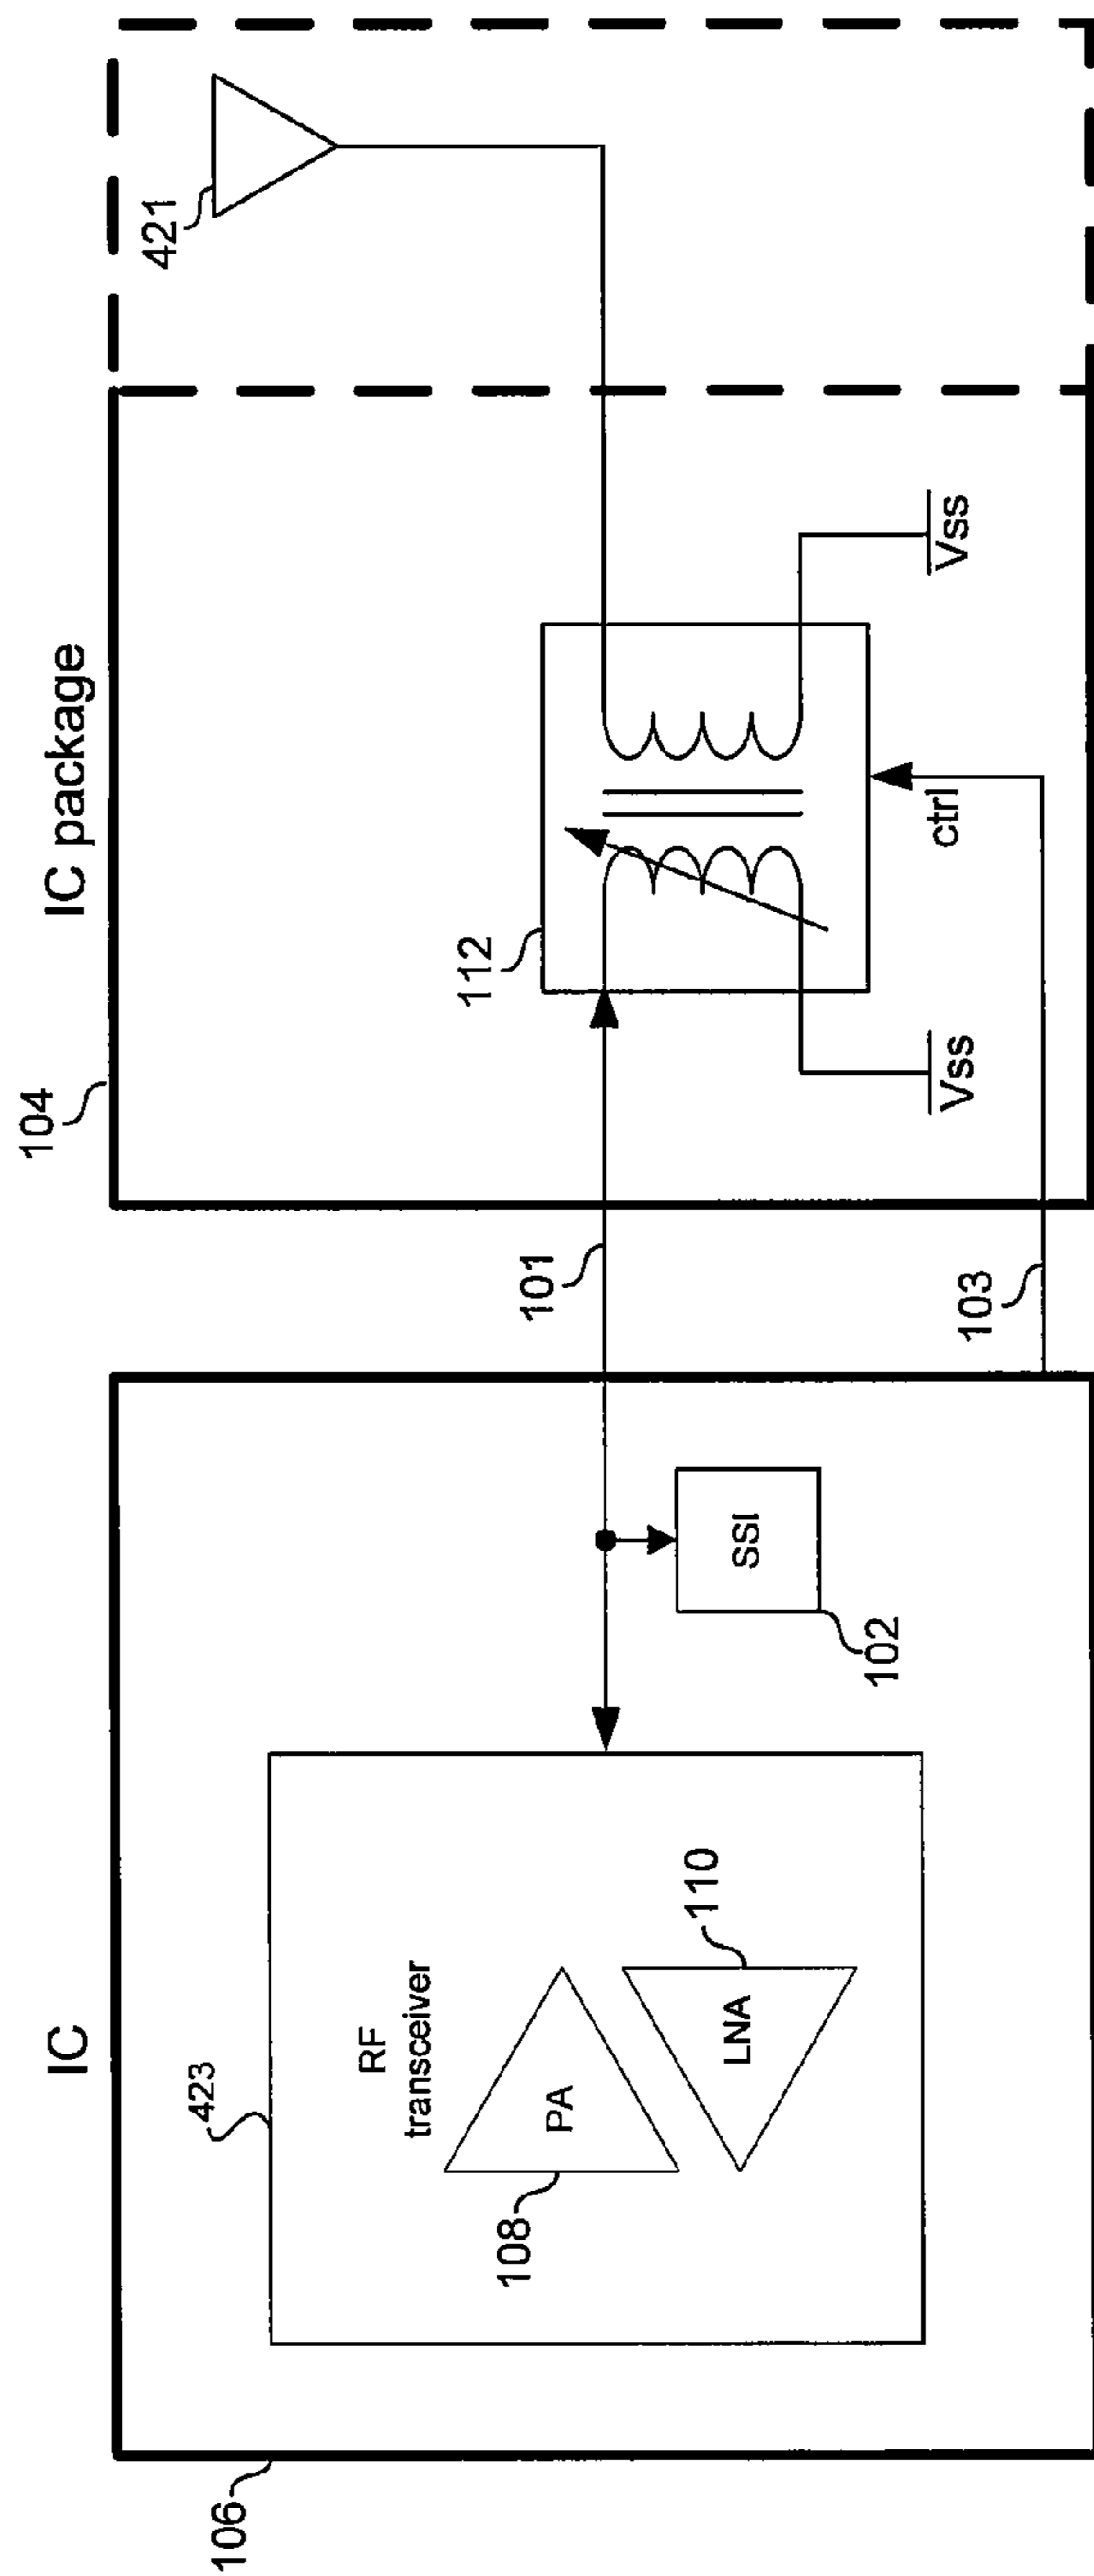 IC
IC package
106
423
RF
transceiver
PA
108
LNA
110
SSI
102
101
103
104
112
Vss
Vss
ctrl
421